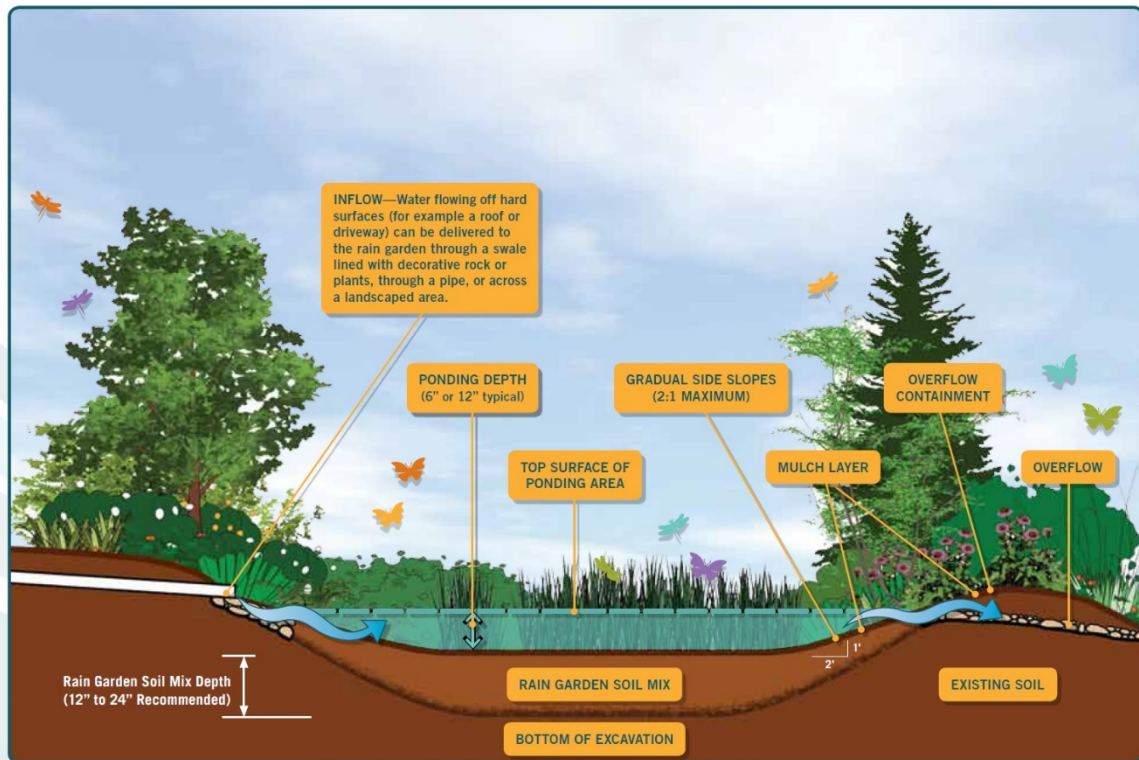 INFLOW—Water flowing off hard
surfaces (for example a roof or
driveway) can be delivered to
the rain garden through a swale
lined with decorative rock or
plants, through a pipe, or across
a landscaped area.
PONDING DEPTH
(6” or 12” typical)
GRADUAL SIDE SLOPES
(2:1 MAXIMUM)
OVERFLOW
CONTAINMENT
TOP SURFACE OF
PONDING AREA
MULCH LAYER
OVERFLOW
1'
2'
Rain Garden Soil Mix Depth
(12” to 24” Recommended)
RAIN GARDEN SOIL MIX
EXISTING SOIL
BOTTOM OF EXCAVATION